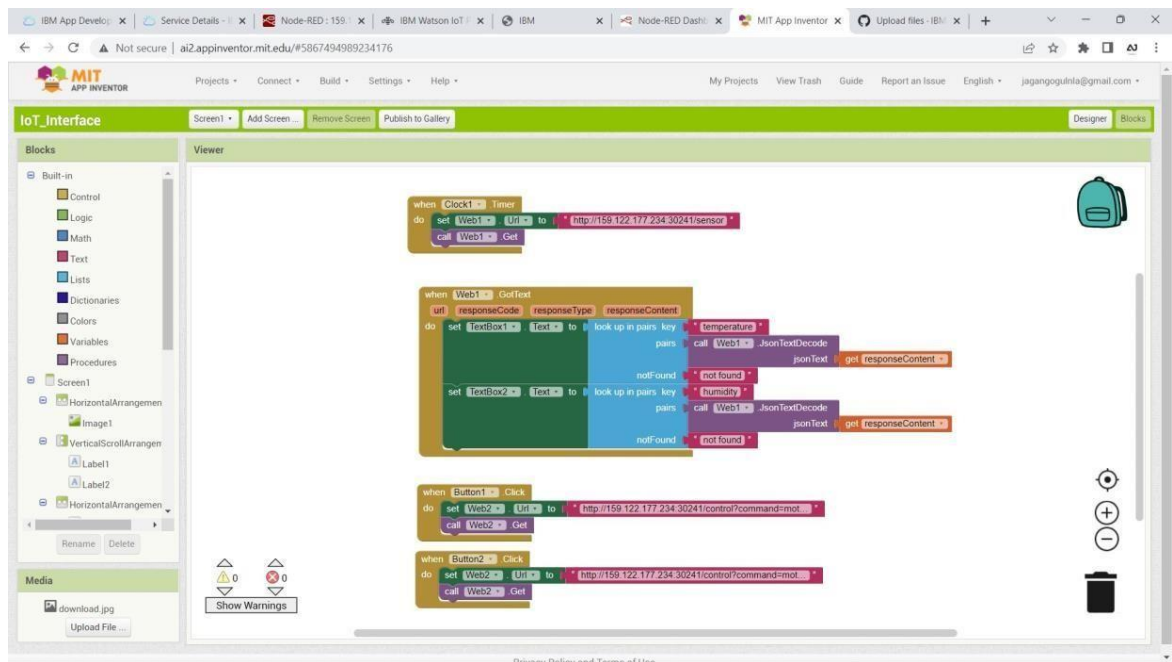 IBM App Develop
Service Details - I
Node-RED : 159.1
IBM Watson IoT P
IBM
Node-RED Dashb
MIT App Inventor
Upload files · IBM
Not secure | ai2.appinventor.mit.edu/#5867494989234176
MIT
APP INVENTOR
Projects
Connect
Build
Settings
Help
My Projects
View Trash
Guide
Report an Issue
English
jagangogulnla@gmail.com
IoT_Interface
Screen1
Add Screen ...
Remove Screen
Publish to Gallery
Designer
Blocks
Blocks
Viewer
Built-in
Control
Logic
Math
Text
Lists
Dictionaries
Colors
Variables
Procedures
Screen1
HorizontalArrangemen
Image1
VerticalScrollArrangem
Label1
Label2
HorizontalArrangemen
Rename
Delete
Media
download.jpg
Upload File ...
when Clock1 . Timer
do set Web1 . Url to " http://159.122.177.234:30241/sensor "
call Web1 . Get
when Web1 . GotText
url responseCode responseType responseContent
do set TextBox1 . Text to look up in pairs key " temperature "
pairs call Web1 . JsonTextDecode
jsonText get responseContent
notFound " not found "
set TextBox2 . Text to look up in pairs key " humidity "
pairs call Web1 . JsonTextDecode
jsonText get responseContent
notFound " not found "
when Button1 . Click
do set Web2 . Url to " http://159.122.177.234:30241/control?command=mot... "
call Web2 . Get
when Button2 . Click
do set Web2 . Url to " http://159.122.177.234:30241/control?command=mot... "
call Web2 . Get
0
0
Show Warnings
Privacy Policy and Terms of Use